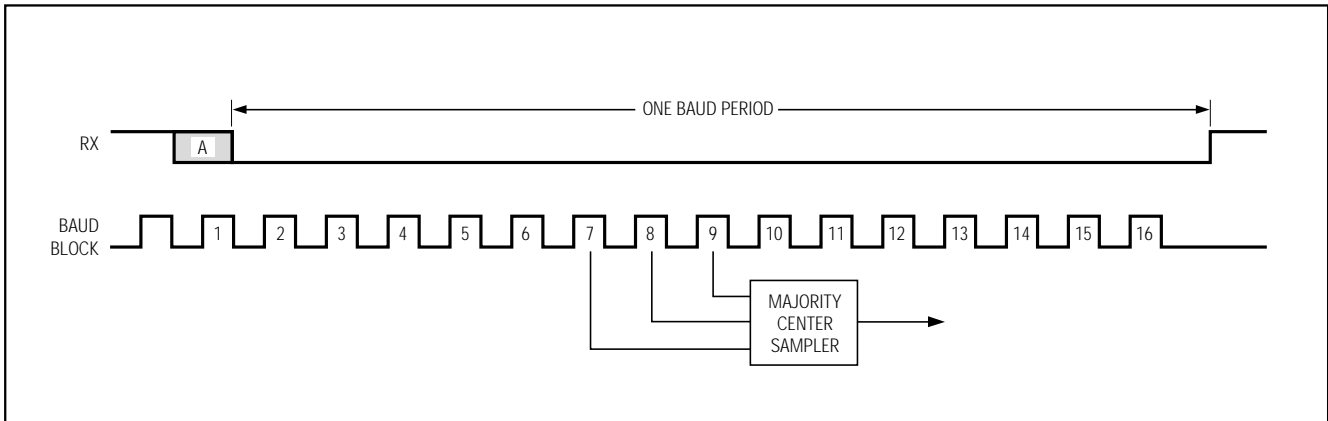 ONE BAUD PERIOD
RX
A
BAUD
BLOCK
1 2 3 4 5 6 7 8 9 10 11 12 13 14 15 16
MAJORITY
CENTER
SAMPLER